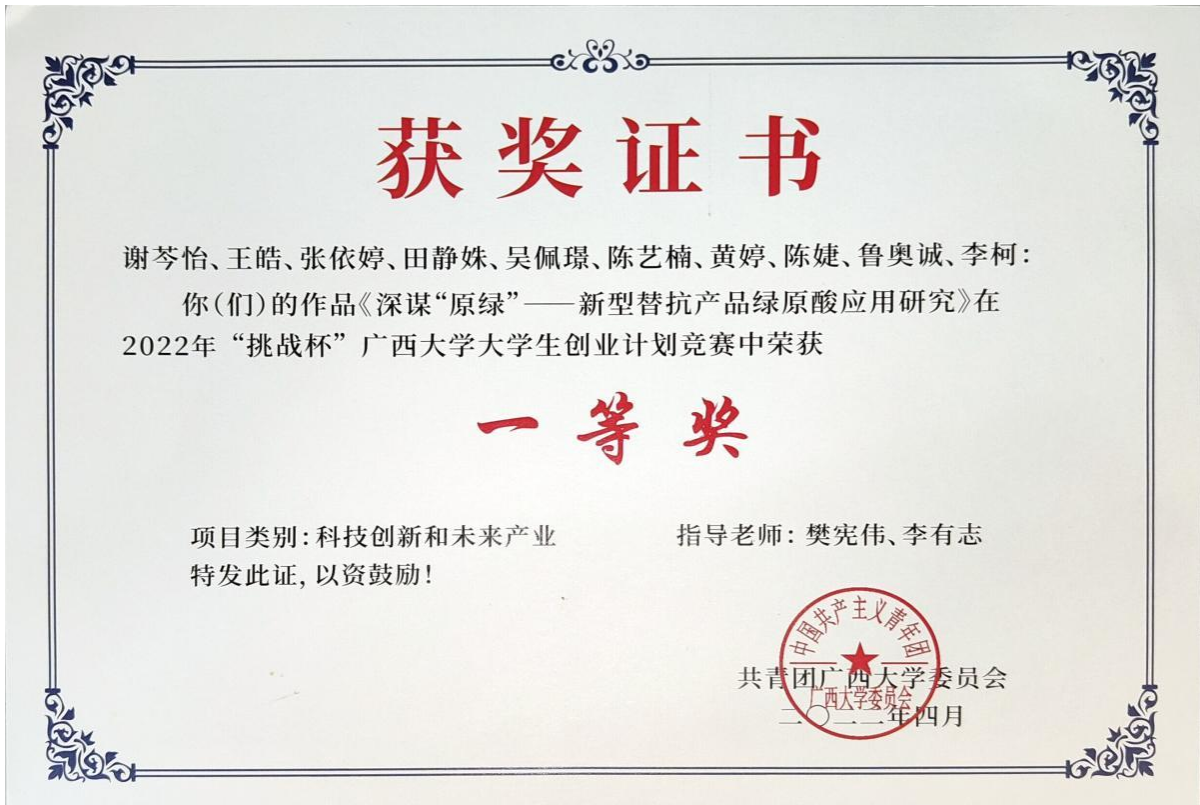 获奖证书
谢芩怡、王皓、张依婷、田静姝、吴佩璟、陈艺楠、黄婷、陈婕、鲁奥诚、李柯：
你（们）的作品《深谋“原绿”——新型替抗产品绿原酸应用研究》在
2022年“挑战杯”广西大学大学生创业计划竞赛中荣获
一等奖
项目类别：科技创新和未来产业
指导老师：樊宪伟、李有志
特发此证，以资鼓励！
中国共产主义青年团
共青团广西大学委员会
广西大学委员会
二〇二二年四月